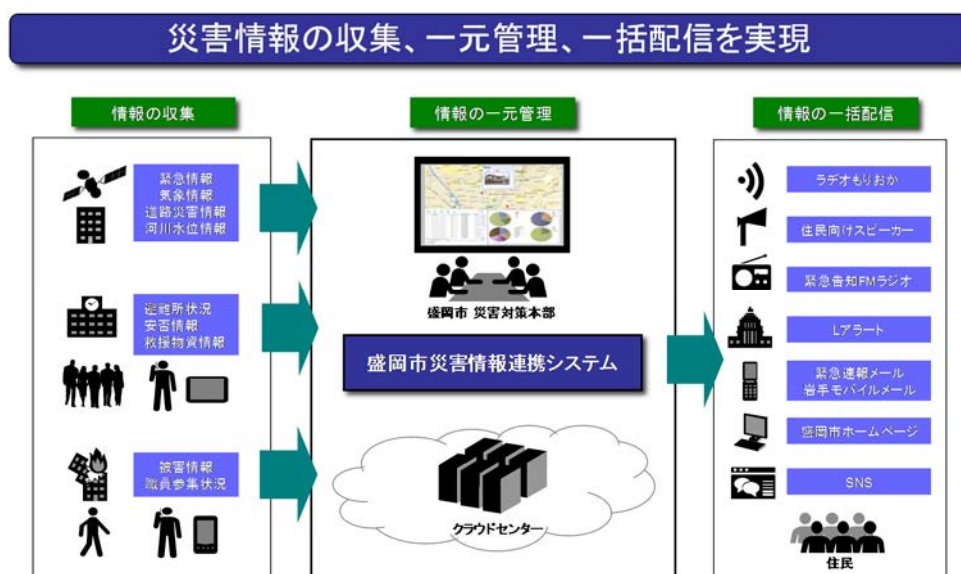 災害情報の収集、一元管理、一括配信を実現
情報の収集
緊急情報
気象情報
道路災害情報
河川水位情報
避難所状況
安否情報
救援物資情報
被害情報
職員参集状況
情報の一元管理
盛岡市 災害対策本部
盛岡市災害情報連携システム
クラウドセンター
情報の一括配信
ラヂオもりおか
住民向けスピーカー
緊急告知FMラジオ
Lアラート
緊急速報メール
岩手モバイルメール
盛岡市ホームページ
SNS
住民